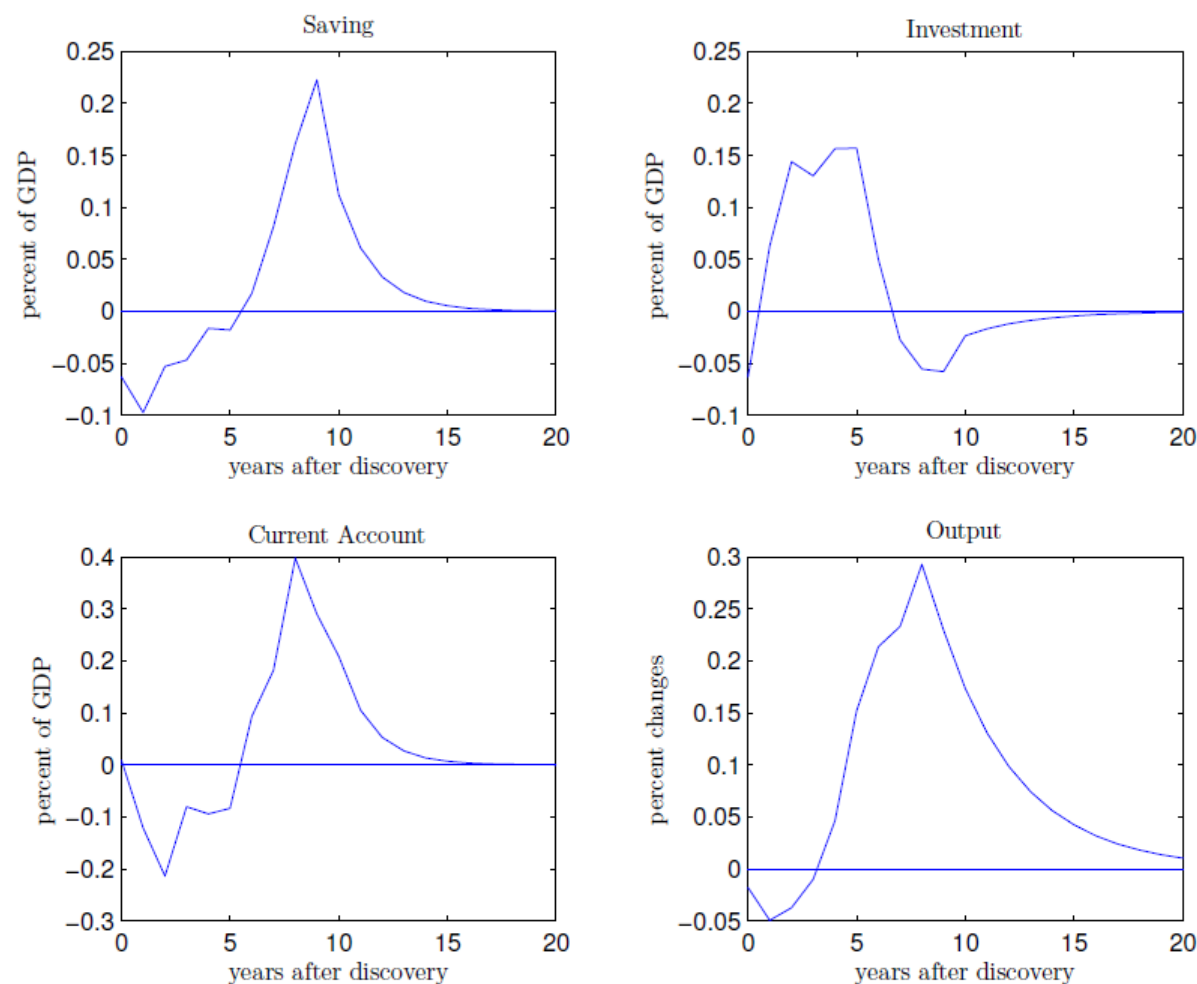 Saving
percent of GDP
0.25
0.2
0.15
0.1
0.05
0
−0.05
−0.1
0 5 10 15 20
years after discovery
Investment
percent of GDP
0.25
0.2
0.15
0.1
0.05
0
−0.05
−0.1
0 5 10 15 20
years after discovery
Current Account
percent of GDP
0.4
0.3
0.2
0.1
0
−0.1
−0.2
−0.3
0 5 10 15 20
years after discovery
Output
percent changes
0.3
0.25
0.2
0.15
0.1
0.05
0
−0.05
0 5 10 15 20
years after discovery